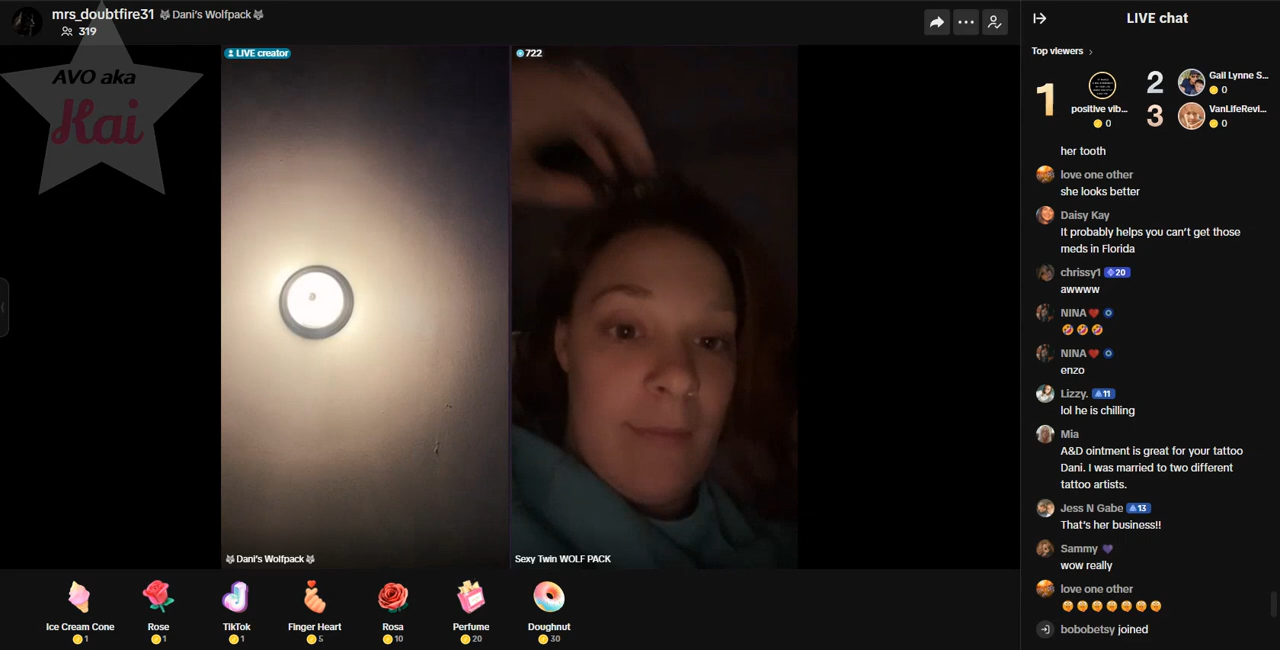 mrs_doubtfire31 🐺Dani's Wolfpack🐺
319
AVO aka
Kai
LIVE creator
722
🐺Dani's Wolfpack🐺
Sexy Twin WOLF PACK
Ice Cream Cone
1
Rose
1
TikTok
1
Finger Heart
5
Rosa
10
Perfume
20
Doughnut
30
LIVE chat
Top viewers >
1
positive vib...
0
2
Gail Lynne S...
0
3
VanLifeRevi...
0
her tooth
love one other
she looks better
Daisy Kay
It probably helps you can't get those
meds in Florida
chrissy1 20
awwww
NINA❤️
🤣🤣🤣
NINA❤️
enzo
Lizzy. 11
lol he is chilling
Mia
A&D ointment is great for your tattoo
Dani. I was married to two different
tattoo artists.
Jess N Gabe 13
That's her business!!
Sammy 💜
wow really
love one other
bobobetsy joined